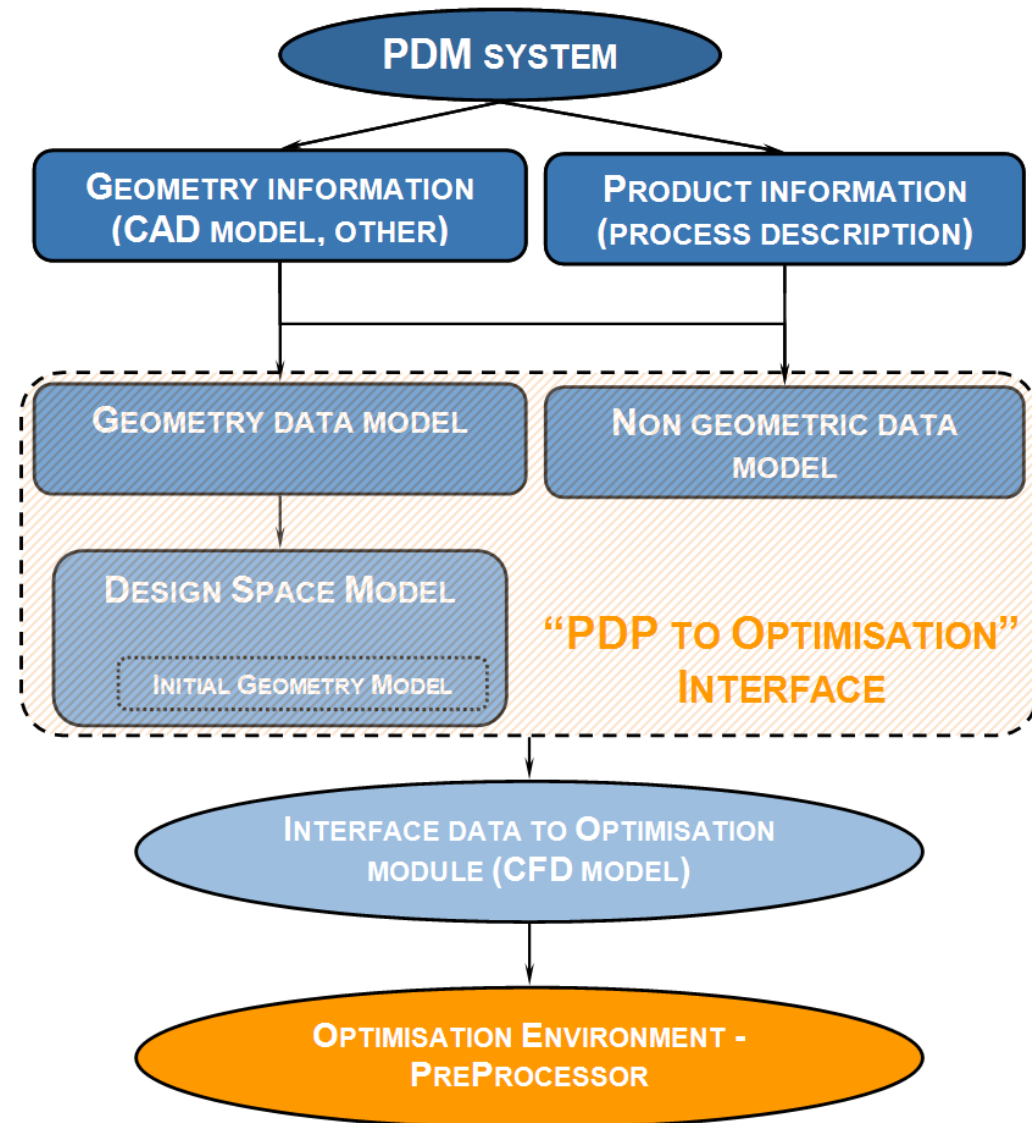 PDM SYSTEM
GEOMETRY INFORMATION
(CAD MODEL, OTHER)
PRODUCT INFORMATION
(PROCESS DESCRIPTION)
GEOMETRY DATA MODEL
NON GEOMETRIC DATA
MODEL
DESIGN SPACE MODEL
INITIAL GEOMETRY MODEL
“PDP TO OPTIMISATION”
INTERFACE
INTERFACE DATA TO OPTIMISATION
MODULE (CFD MODEL)
OPTIMISATION ENVIRONMENT -
PREPROCESSOR